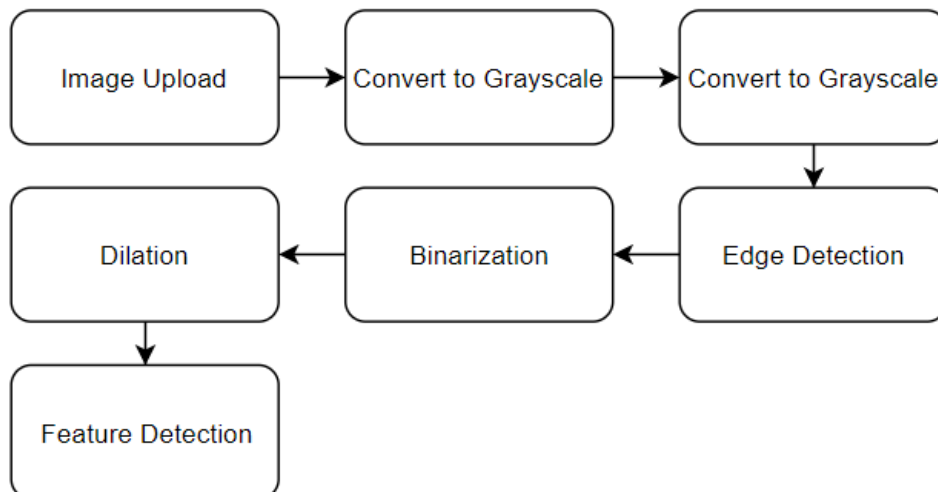 Image Upload
Convert to Grayscale
Convert to Grayscale
Edge Detection
Binarization
Dilation
Feature Detection